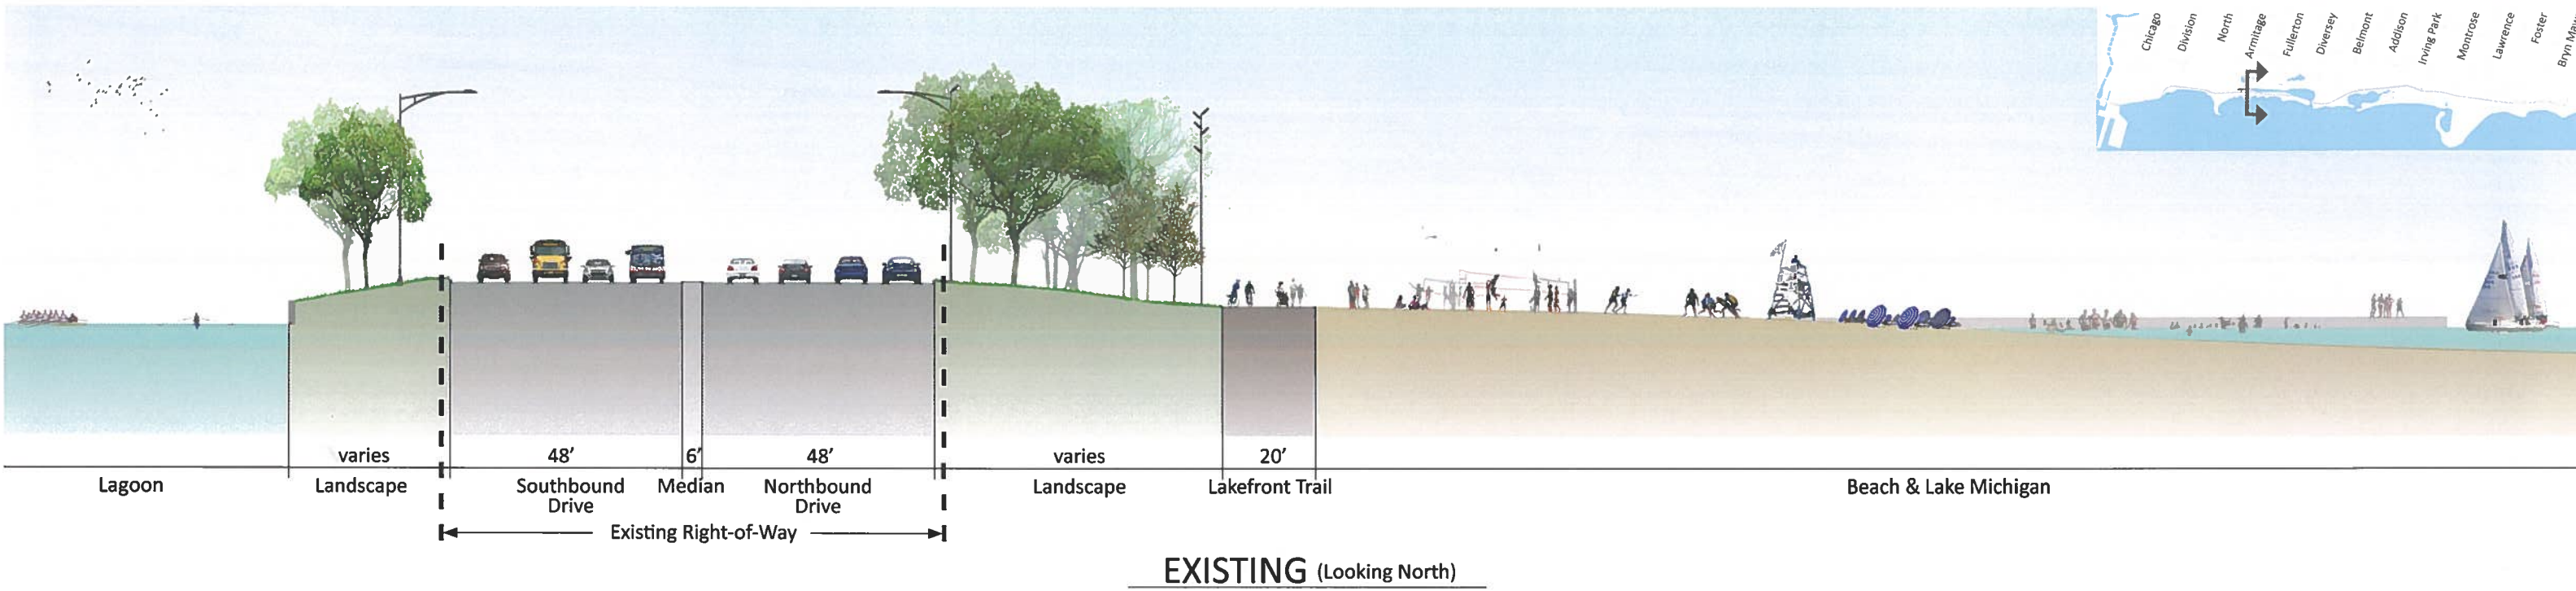 Chicago
Division
North
Armitage
Fullerton
Diversey
Belmont
Addison
Irving Park
Montrose
Lawrence
Foster
Bryn Maw
varies
48’
6’
48’
varies
20’
Lagoon
Landscape
Southbound
Drive
Median
Northbound
Drive
Landscape
Lakefront Trail
Beach & Lake Michigan
Existing Right-of-Way
EXISTING (Looking North)